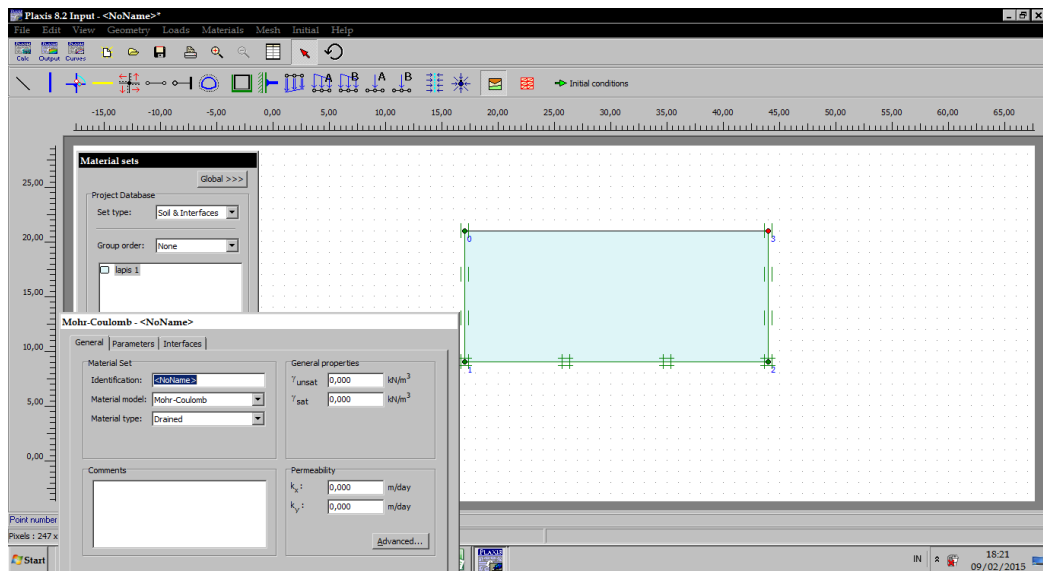 Plaxis 8.2 Input - <NoName>*
File Edit View Geometry Loads Materials Mesh Initial Help
Calc Output Curves
A B A B Initial conditions
-15,00 -10,00 -5,00 0,00 5,00 10,00 15,00 20,00 25,00 30,00 35,00 40,00 45,00 50,00 55,00 60,00 65,00
Material sets
Global >>>
25,00
Project Database
Set type: Soil & Interfaces
20,00
Group order: None
lapis 1
15,00
10,00
5,00
0,00
0
3
1
2
Mohr-Coulomb - <NoName>
General Parameters Interfaces
Material Set
Identification: <NoName>
Material model: Mohr-Coulomb
Material type: Drained
General properties
γunsat 0,000 kN/m³
γsat 0,000 kN/m³
Comments
Permeability
kx: 0,000 m/day
ky: 0,000 m/day
Advanced...
Point number
Pixels : 247 x
Start
IN
18:21
09/02/2015